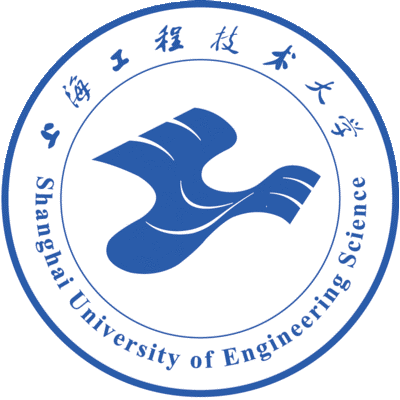 上海工程技术大学
Shanghai University of Engineering Science